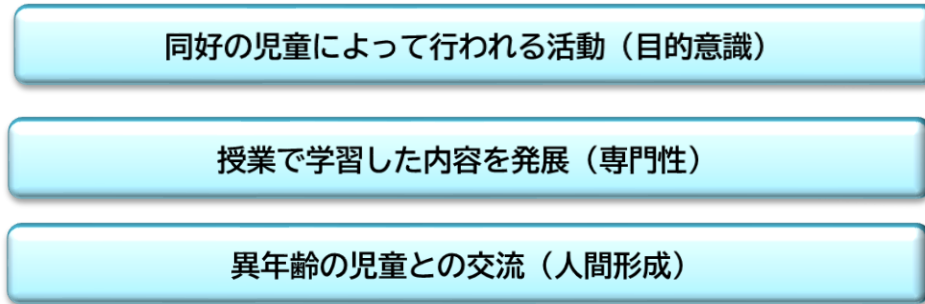 同好の児童によって行われる活動（目的意識）
授業で学習した内容を発展（専門性）
異年齢の児童との交流（人間形成）